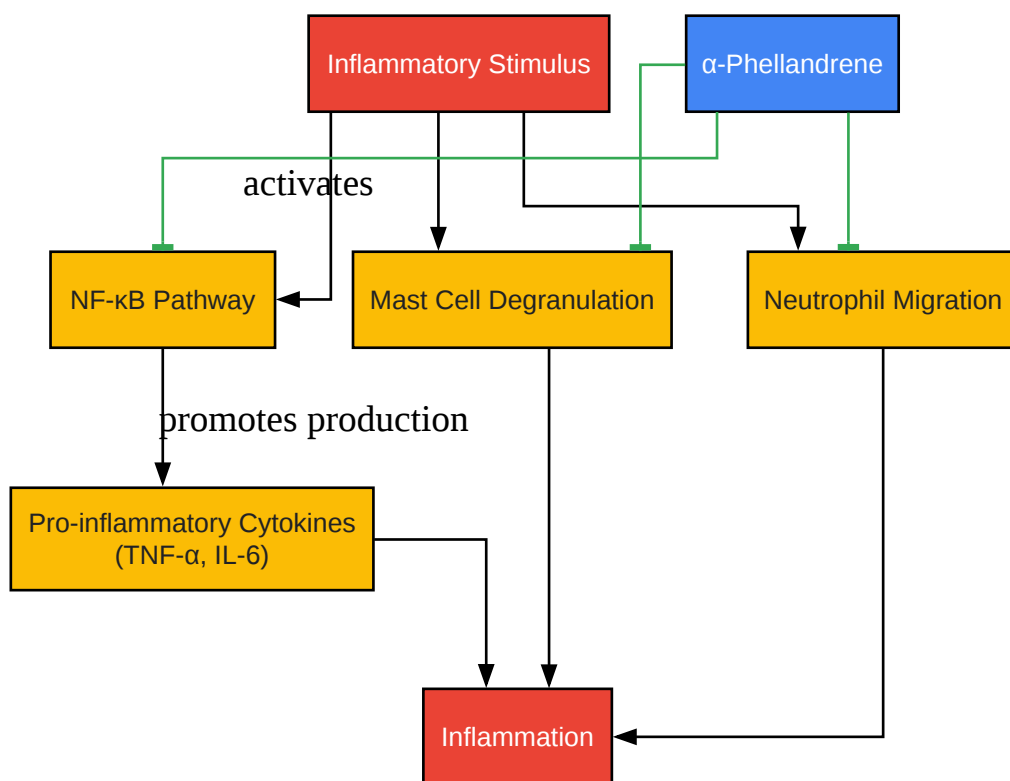 Inflammatory Stimulus
α-Phellandrene
activates
NF-κB Pathway
Mast Cell Degranulation
Neutrophil Migration
promotes production
Pro-inflammatory Cytokines
(TNF-α, IL-6)
Inflammation